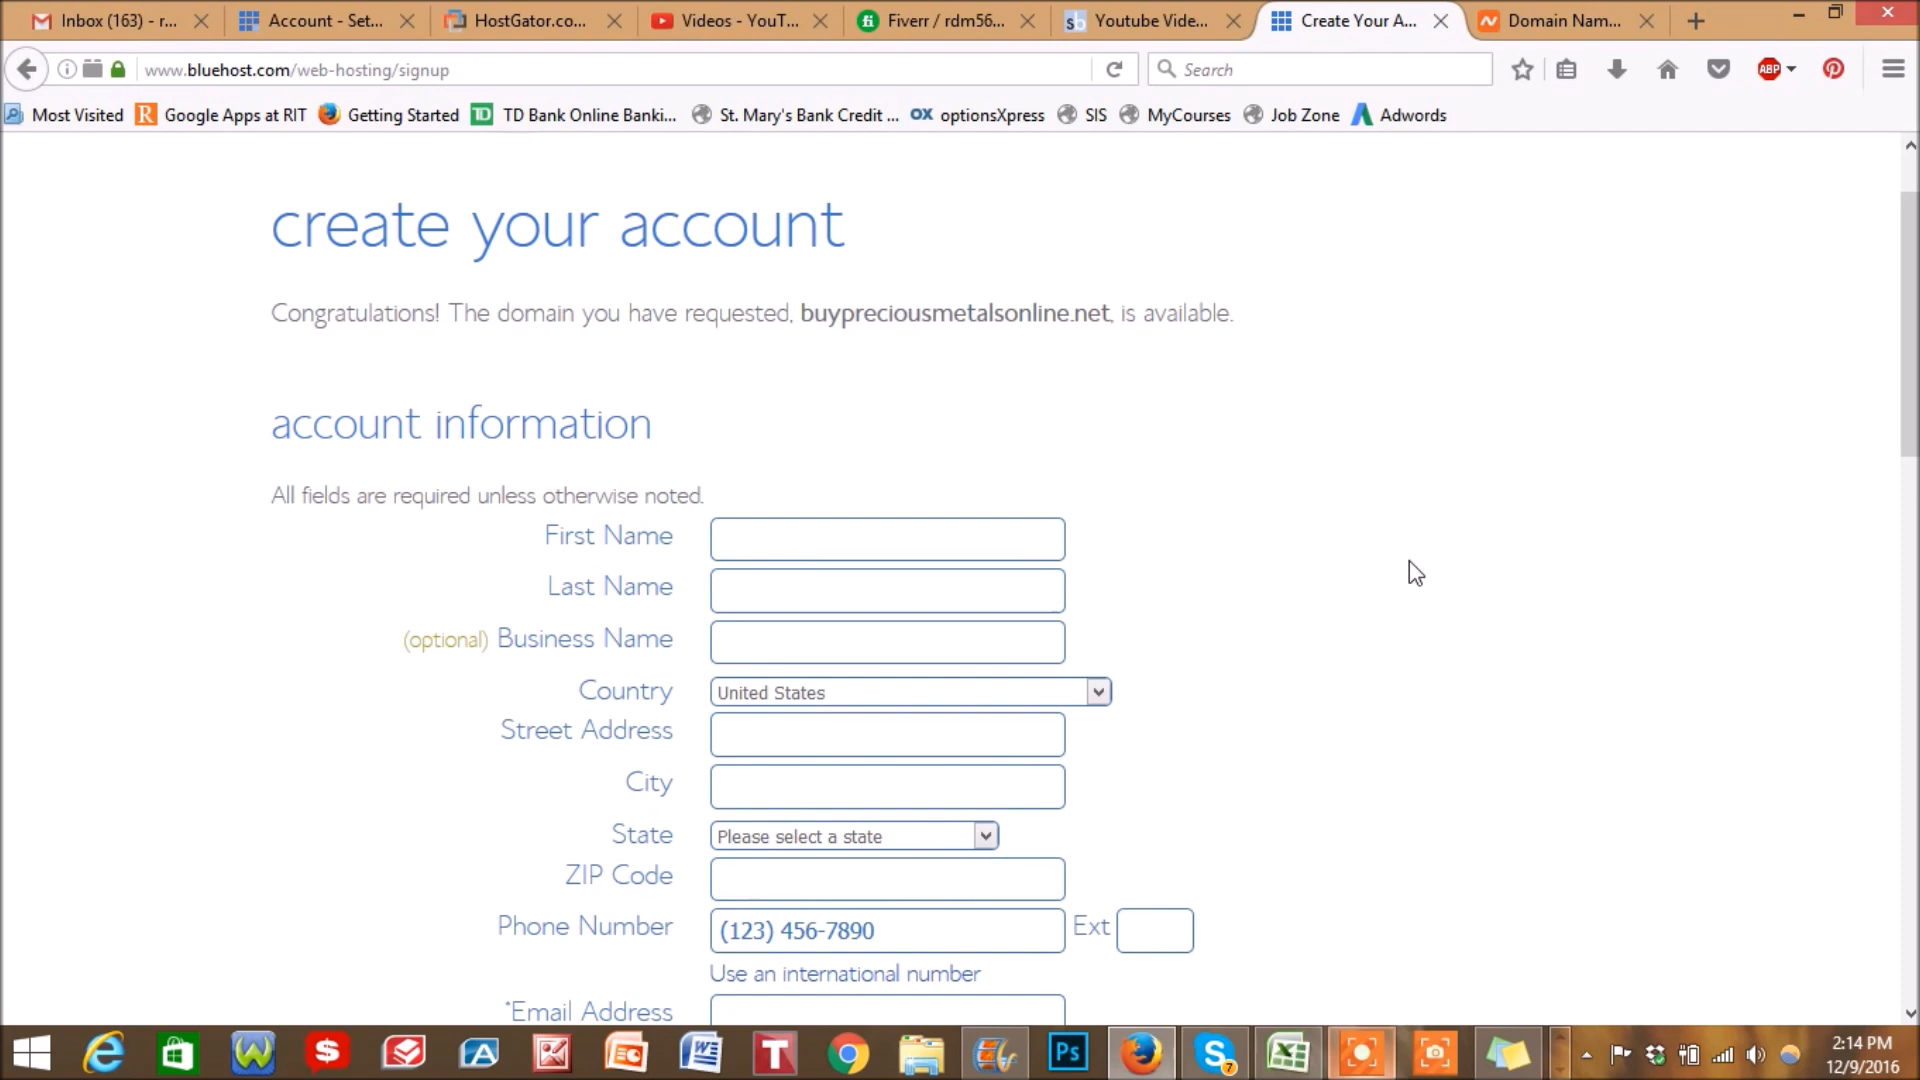 Inbox (163) - r...
Account - Set...
HostGator.co...
Videos - YouT...
Fiverr / rdm56...
Youtube Vide...
Create Your A...
Domain Nam...
www.bluehost.com/web-hosting/signup
Search
ABP
Most Visited
Google Apps at RIT
Getting Started
TD Bank Online Banki...
St. Mary's Bank Credit ...
OX optionsXpress
SIS
MyCourses
Job Zone
Adwords
create your account
Congratulations! The domain you have requested, buypreciousmetalsonline.net, is available.
account information
All fields are required unless otherwise noted.
First Name
Last Name
(optional) Business Name
Country United States
Street Address
City
State Please select a state
ZIP Code
Phone Number (123) 456-7890 Ext
Use an international number
*Email Address
Ps
7
2:14 PM
12/9/2016